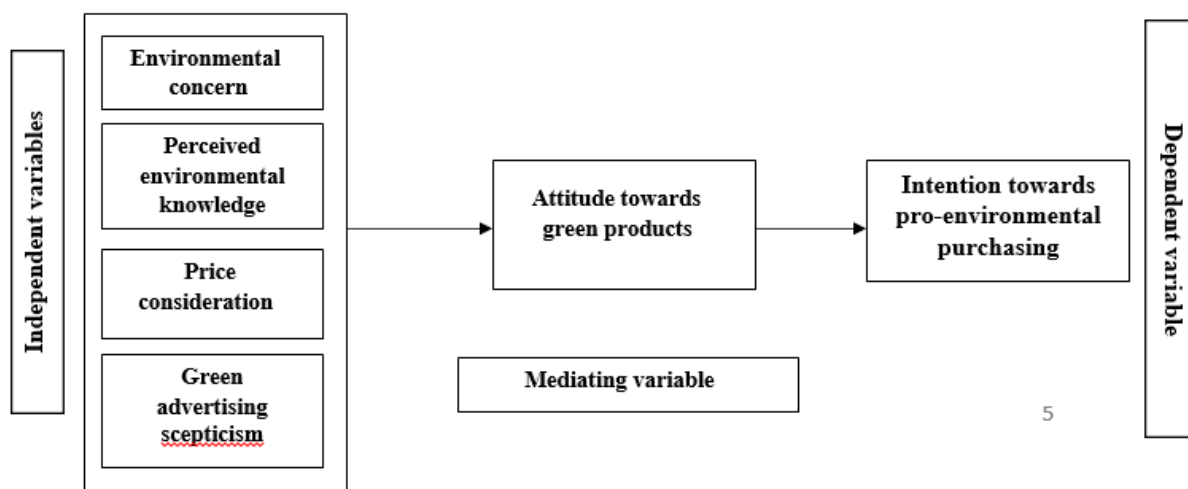 Independent variables
Environmental
concern
Perceived
environmental
knowledge
Price
consideration
Green
advertising
scepticism
Attitude towards
green products
Mediating variable
Intention towards
pro-environmental
purchasing
5
Dependent variable